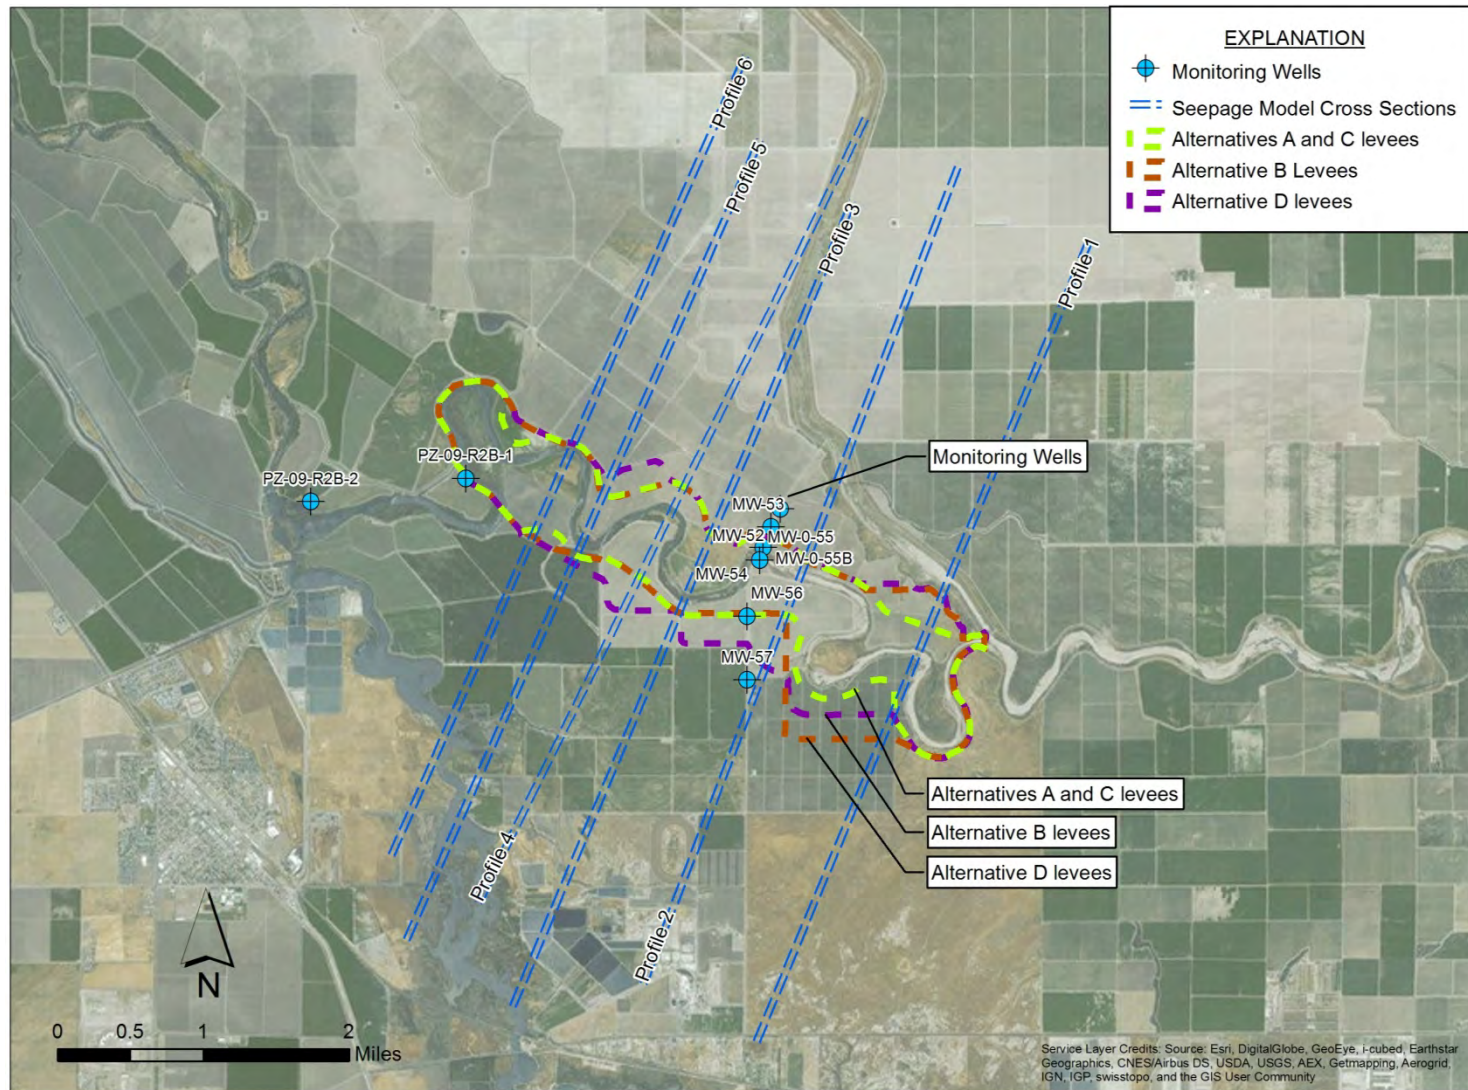 EXPLANATION
Monitoring Wells
Seepage Model Cross Sections
Alternatives A and C levees
Alternative B Levees
Alternative D levees
Profile 6
Profile 5
Profile 3
Profile 1
Monitoring Wells
PZ-09-R2B-1
PZ-09-R2B-2
MW-53
MW-52
MW-0-55
MW-0-55B
MW-54
MW-56
MW-57
Alternatives A and C levees
Alternative B levees
Alternative D levees
Profile 4
Profile 2
N
0 0.5 1 2
Miles
Service Layer Credits: Source: Esri, DigitalGlobe, GeoEye, i-cubed, Earthstar
Geographics, CNES/Airbus DS, USDA, USGS, AEX, Getmapping, Aerogrid,
IGN, IGP, swisstopo, and the GIS User Community